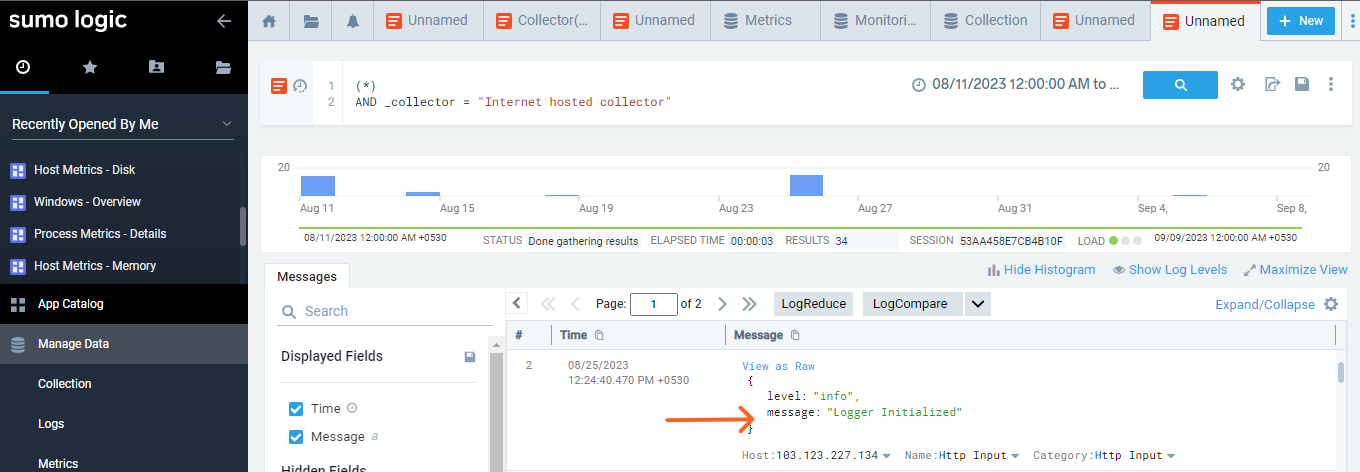 sumo logic
Unnamed
Collector(...
Unnamed
Metrics
Monitori...
Collection
Unnamed
Unnamed
+ New
Recently Opened By Me
Host Metrics - Disk
Windows - Overview
Process Metrics - Details
Host Metrics - Memory
App Catalog
Manage Data
Collection
Logs
Metrics
1 (*)
2 AND _collector = "Internet hosted collector"
08/11/2023 12:00:00 AM to ...
20
20
Aug 11
Aug 15
Aug 19
Aug 23
Aug 27
Aug 31
Sep 4,
Sep 8,
08/11/2023 12:00:00 AM +0530
STATUS Done gathering results
ELAPSED TIME 00:00:03
RESULTS 34
SESSION 53AA458E7CB4B10F
LOAD
09/09/2023 12:00:00 AM +0530
Hide Histogram
Show Log Levels
Maximize View
Messages
Search
Displayed Fields
Time
Message a
Hidden Fields
Page: 1 of 2
LogReduce
LogCompare
Expand/Collapse
# Time Message
2
08/25/2023
12:24:40.470 PM +0530
View as Raw
{
level: "info",
message: "Logger Initialized"
}
Host:103.123.227.134 Name:Http Input Category:Http Input